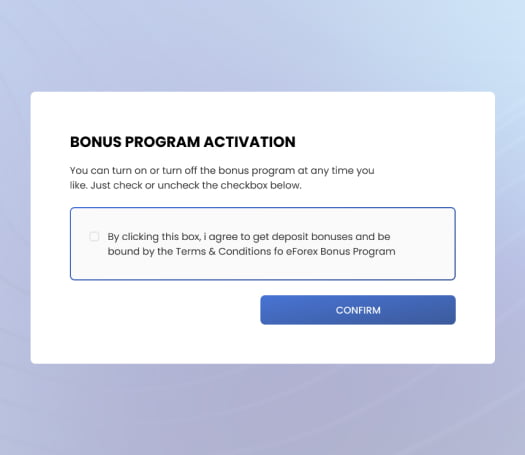 BONUS PROGRAM ACTIVATION
You can turn on or turn off the bonus program at any time you
like. Just check or uncheck the checkbox below.
By clicking this box, i agree to get deposit bonuses and be
bound by the Terms & Conditions fo eForex Bonus Program
CONFIRM